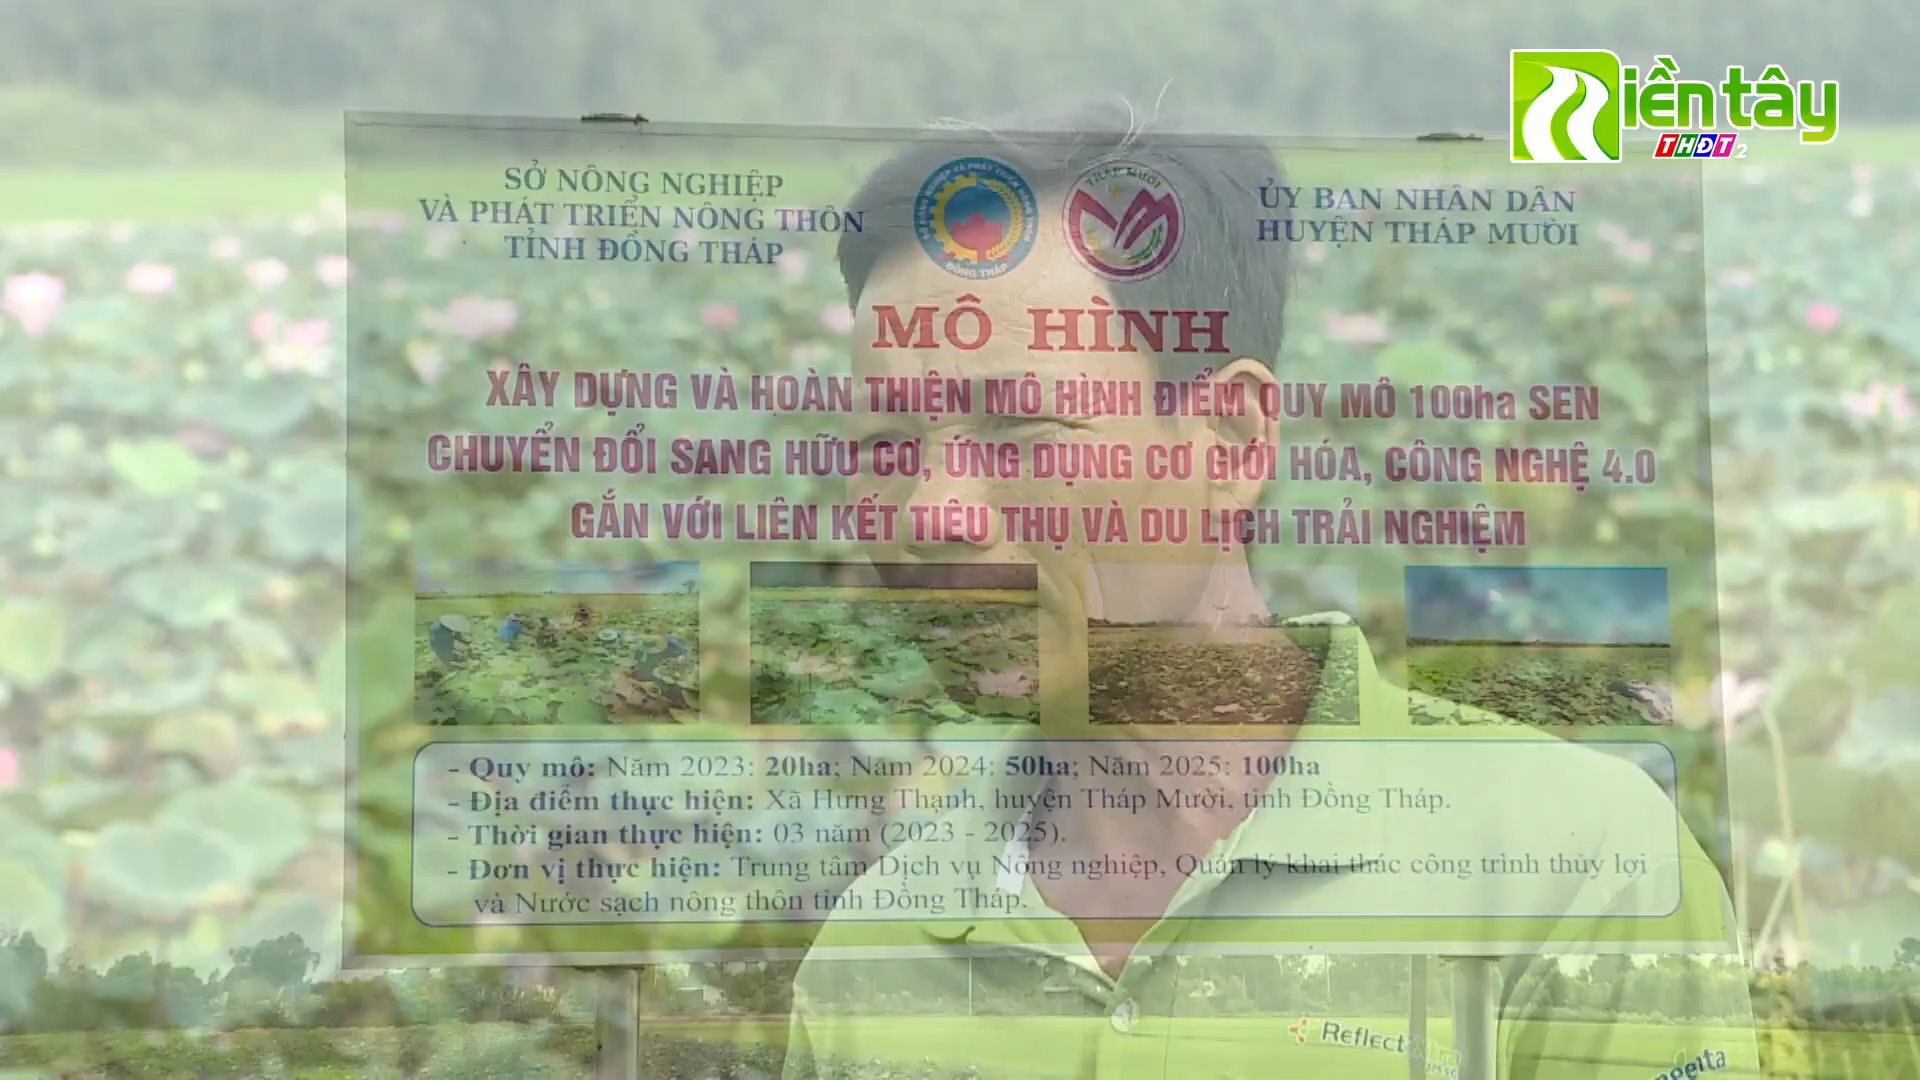 iền tây
THĐT2
SỞ NÔNG NGHIỆP
VÀ PHÁT TRIỂN NÔNG THÔN
TỈNH ĐỒNG THÁP
ĐỒNG THÁP
THÁP MƯỜI
ỦY BAN NHÂN DÂN
HUYỆN THÁP MƯỜI
MÔ HÌNH
XÂY DỰNG VÀ HOÀN THIỆN MÔ HÌNH ĐIỂM QUY MÔ 100ha SEN
CHUYỂN ĐỔI SANG HỮU CƠ, ỨNG DỤNG CƠ GIỚI HÓA, CÔNG NGHỆ 4.0
GẮN VỚI LIÊN KẾT TIÊU THỤ VÀ DU LỊCH TRẢI NGHIỆM
- Quy mô: Năm 2023: 20ha; Năm 2024: 50ha; Năm 2025: 100ha
- Địa điểm thực hiện: Xã Hưng Thạnh, huyện Tháp Mười, tỉnh Đồng Tháp.
- Thời gian thực hiện: 03 năm (2023 - 2025).
- Đơn vị thực hiện: Trung tâm Dịch vụ Nông nghiệp, Quản lý khai thác công trình thủy lợi
và Nước sạch nông thôn tỉnh Đồng Tháp.
Reflect